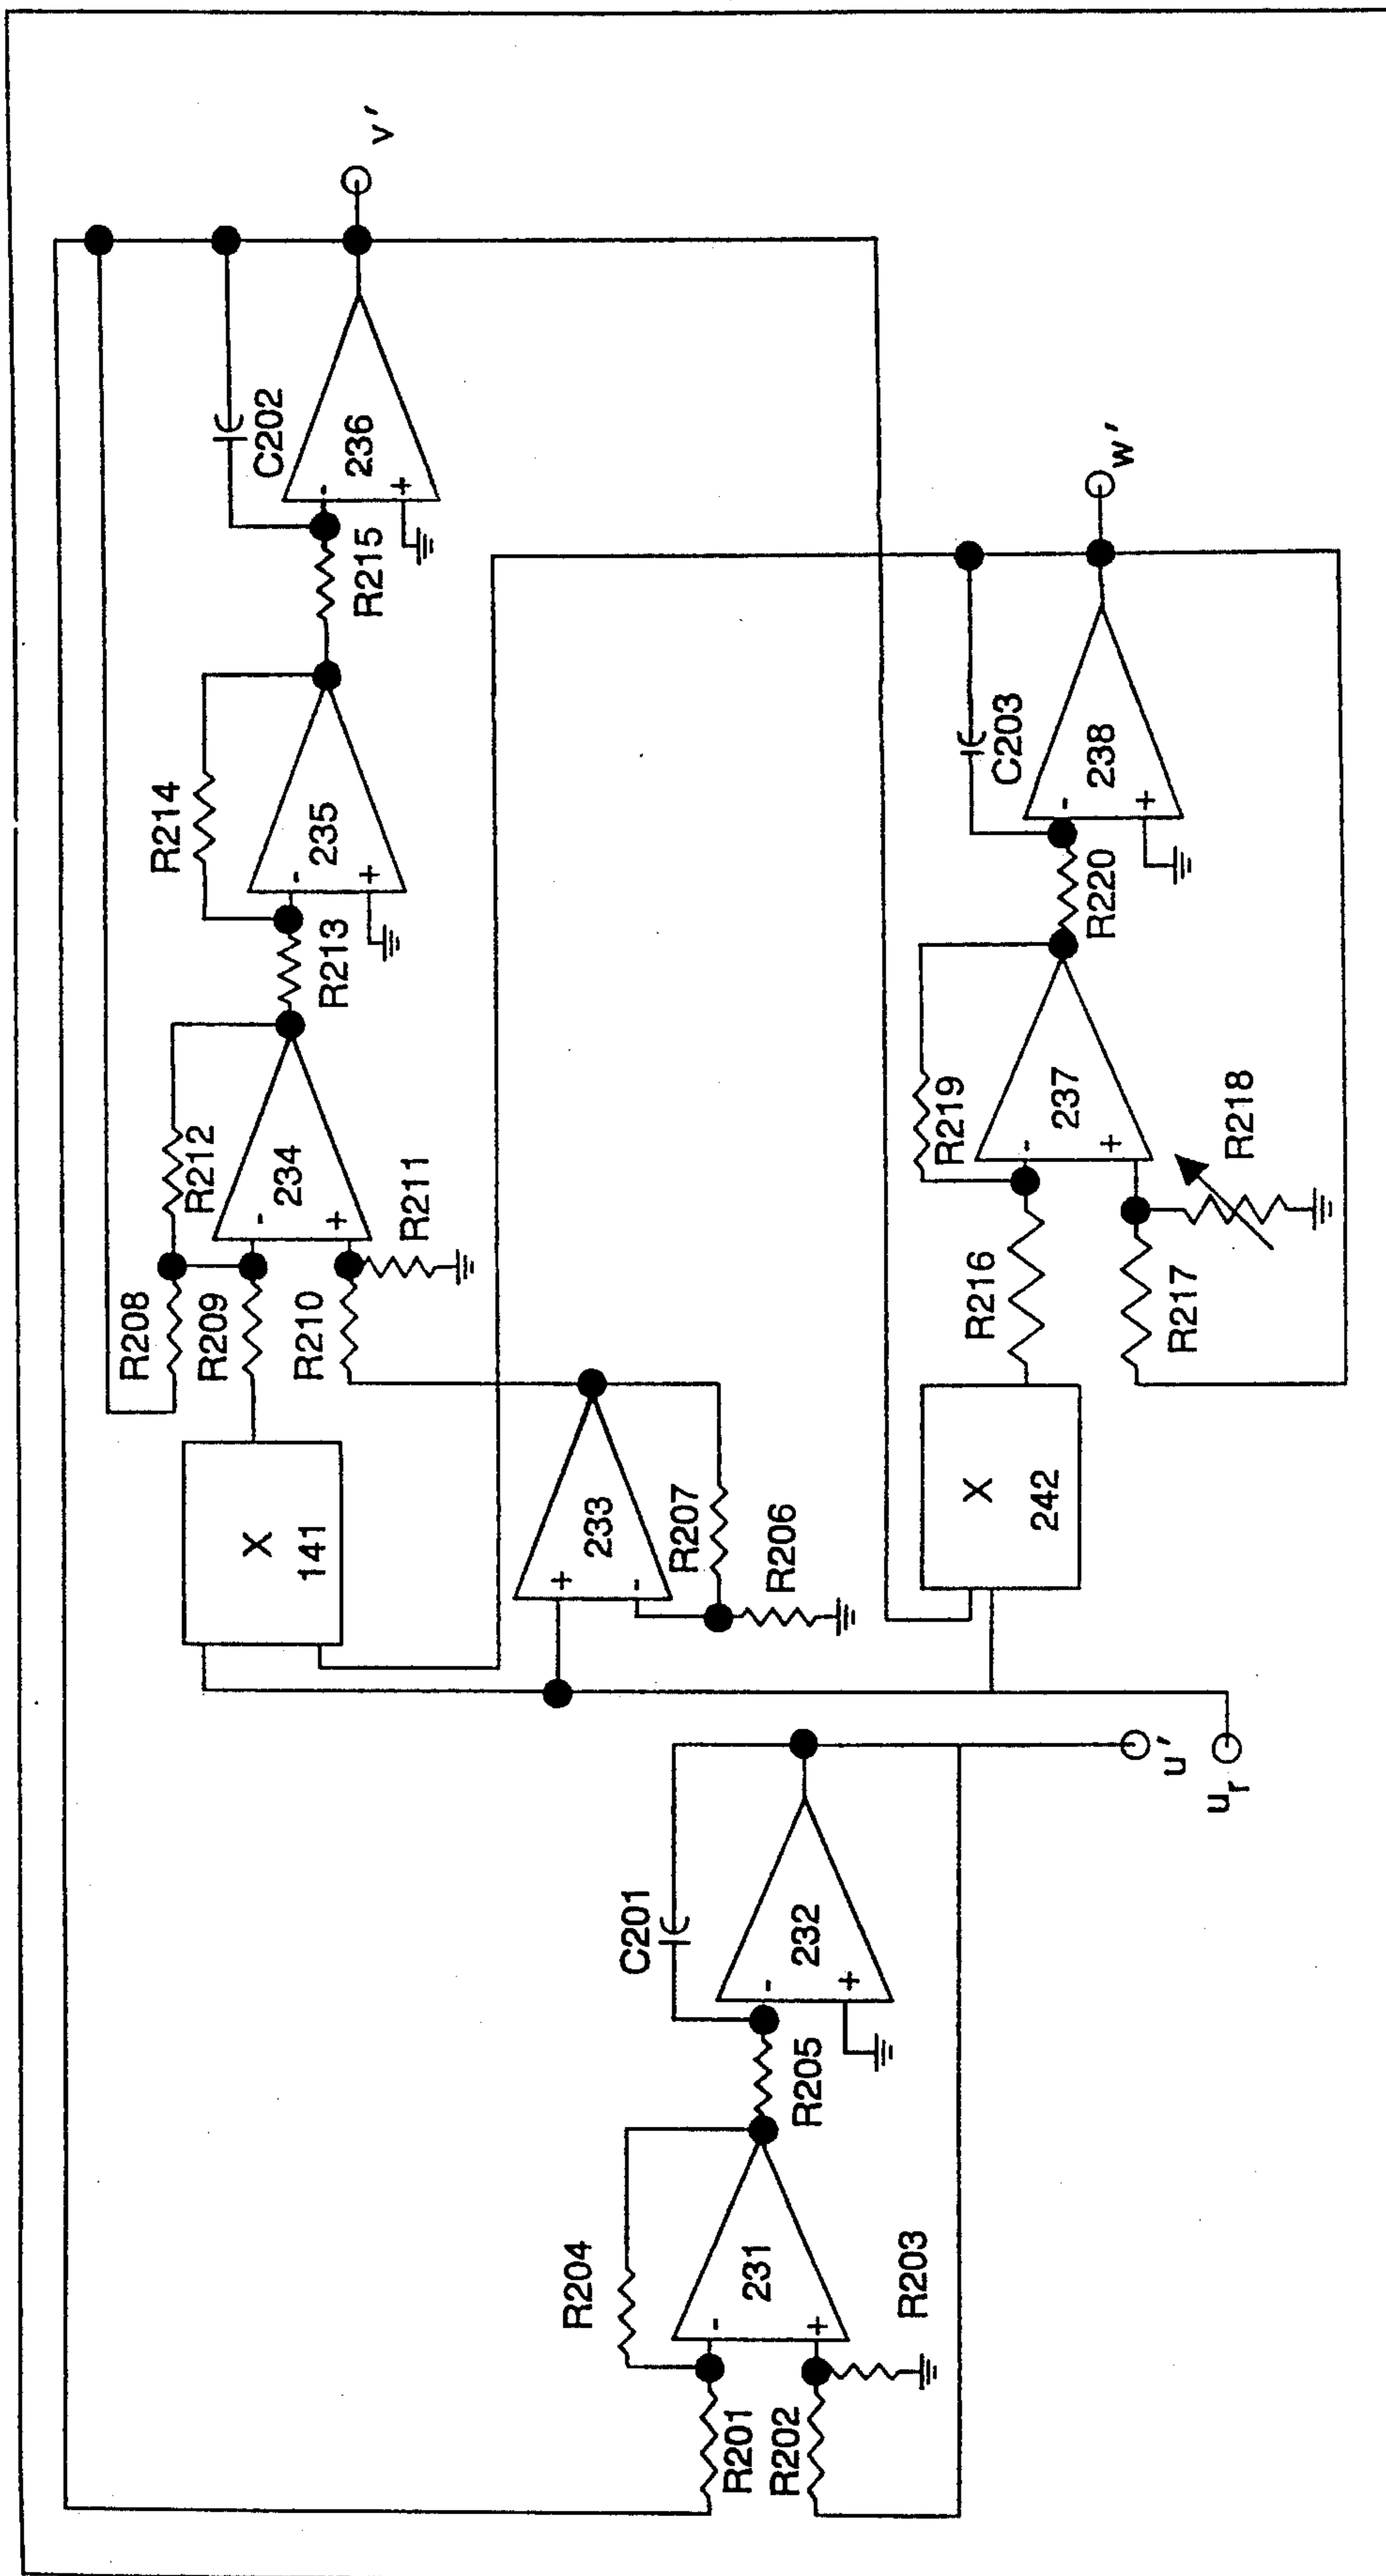 v'
C202
236
-
+
R215
R214
235
-
+
R213
R212
234
-
+
R211
R208
R209
R210
X
141
233
+
-
R207
R206
w'
C203
238
-
+
R220
R219
237
-
+
R218
R216
R217
X
242
u'
u_r
C201
232
-
+
R205
R204
231
-
+
R203
R201
R202